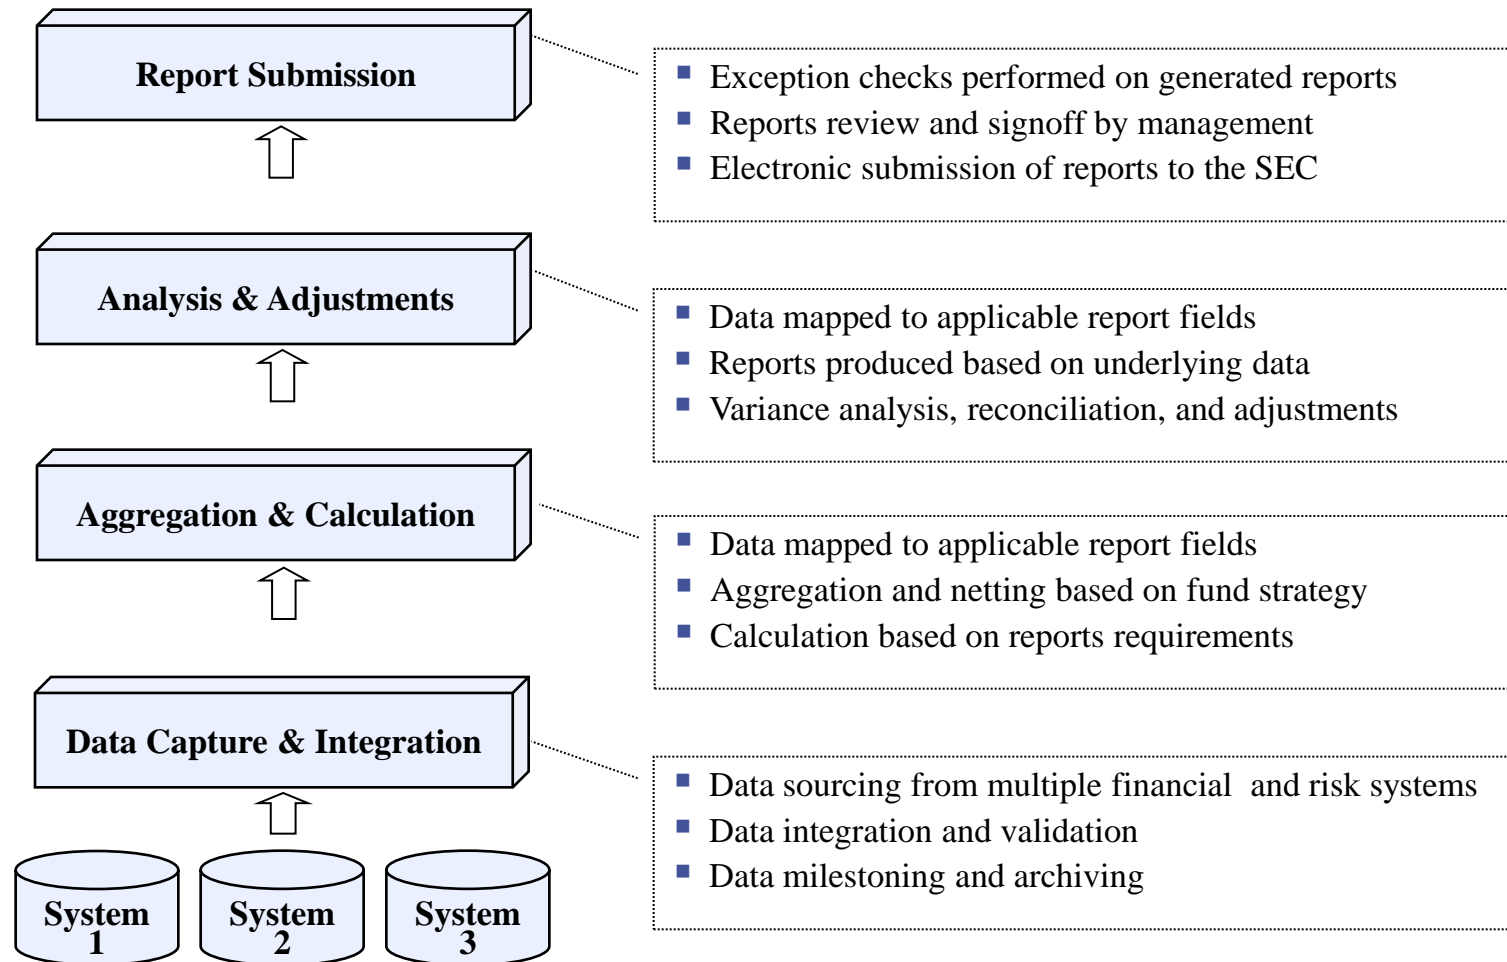 Report Submission
■ Exception checks performed on generated reports
■ Reports review and signoff by management
■ Electronic submission of reports to the SEC
Analysis & Adjustments
■ Data mapped to applicable report fields
■ Reports produced based on underlying data
■ Variance analysis, reconciliation, and adjustments
Aggregation & Calculation
■ Data mapped to applicable report fields
■ Aggregation and netting based on fund strategy
■ Calculation based on reports requirements
Data Capture & Integration
■ Data sourcing from multiple financial  and risk systems
■ Data integration and validation
■ Data milestoning and archiving
System
1
System
2
System
3